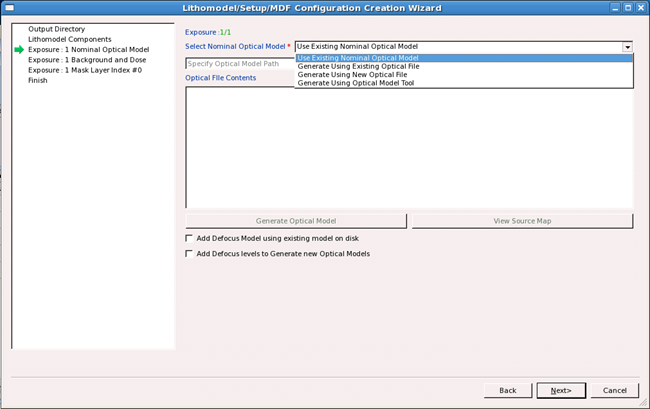 Lithomodel/Setup/MDF Configuration Creation Wizard
Output Directory
Lithomodel Components
Exposure : 1 Nominal Optical Model
Exposure : 1 Background and Dose
Exposure : 1 Mask Layer Index #0
Finish
Exposure :1/1
Select Nominal Optical Model * Use Existing Nominal Optical Model
Use Existing Nominal Optical Model
Generate Using Existing Optical File
Generate Using New Optical File
Generate Using Optical Model Tool
Specify Optical Model Path
Optical File Contents
Generate Optical Model
View Source Map
Add Defocus Model using existing model on disk
Add Defocus levels to Generate new Optical Models
Back
Next>
Cancel